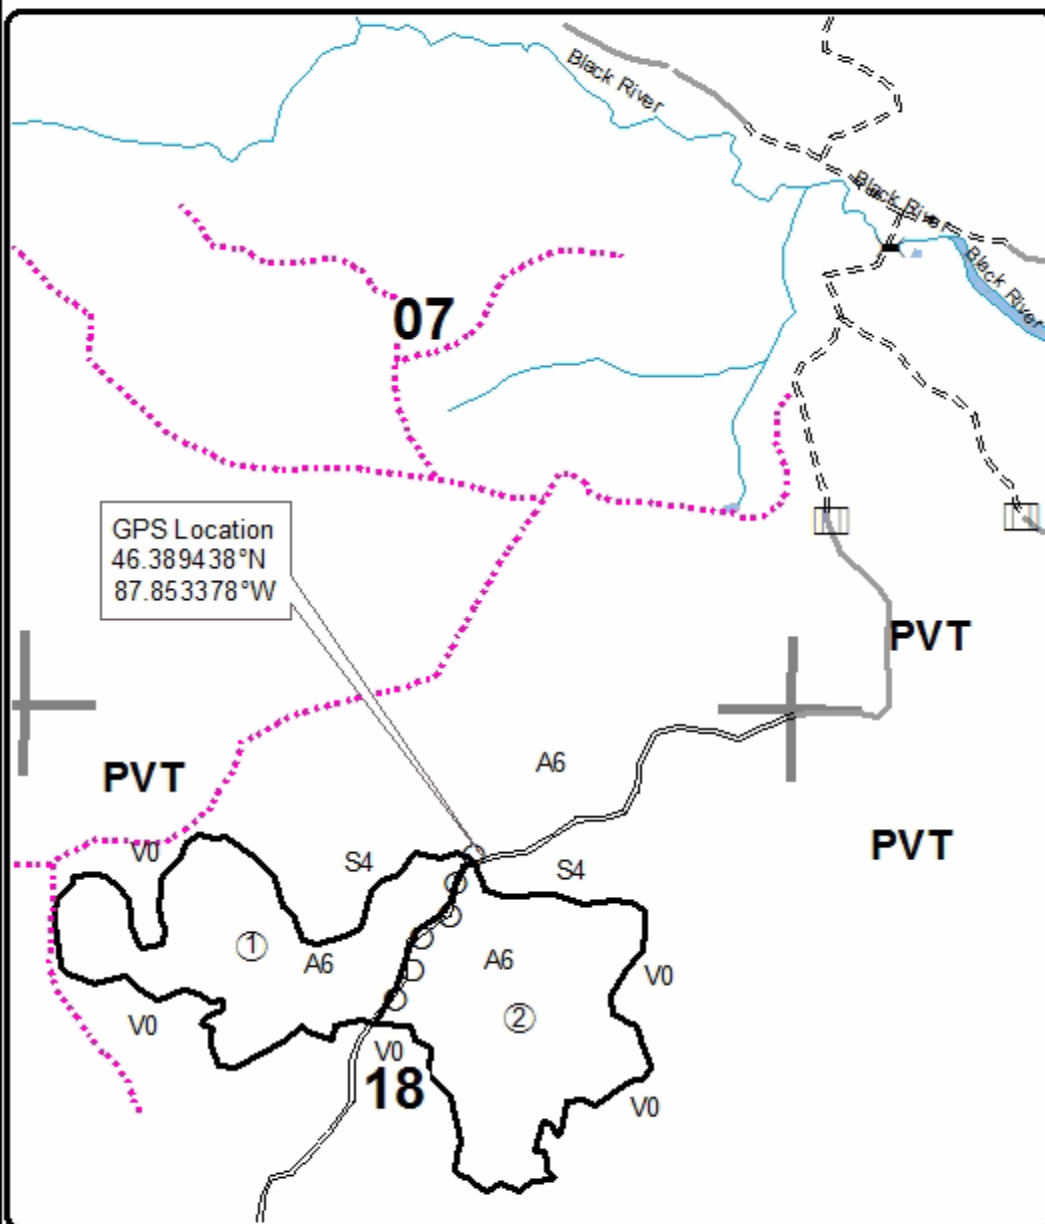 Black River
Black River
Black River
07
GPS Location
46.389438°N
87.853378°W
PVT
A6
PVT
PVT
V0
S4
S4
1
A6
A6
V0
V0
2
V0
18
V0